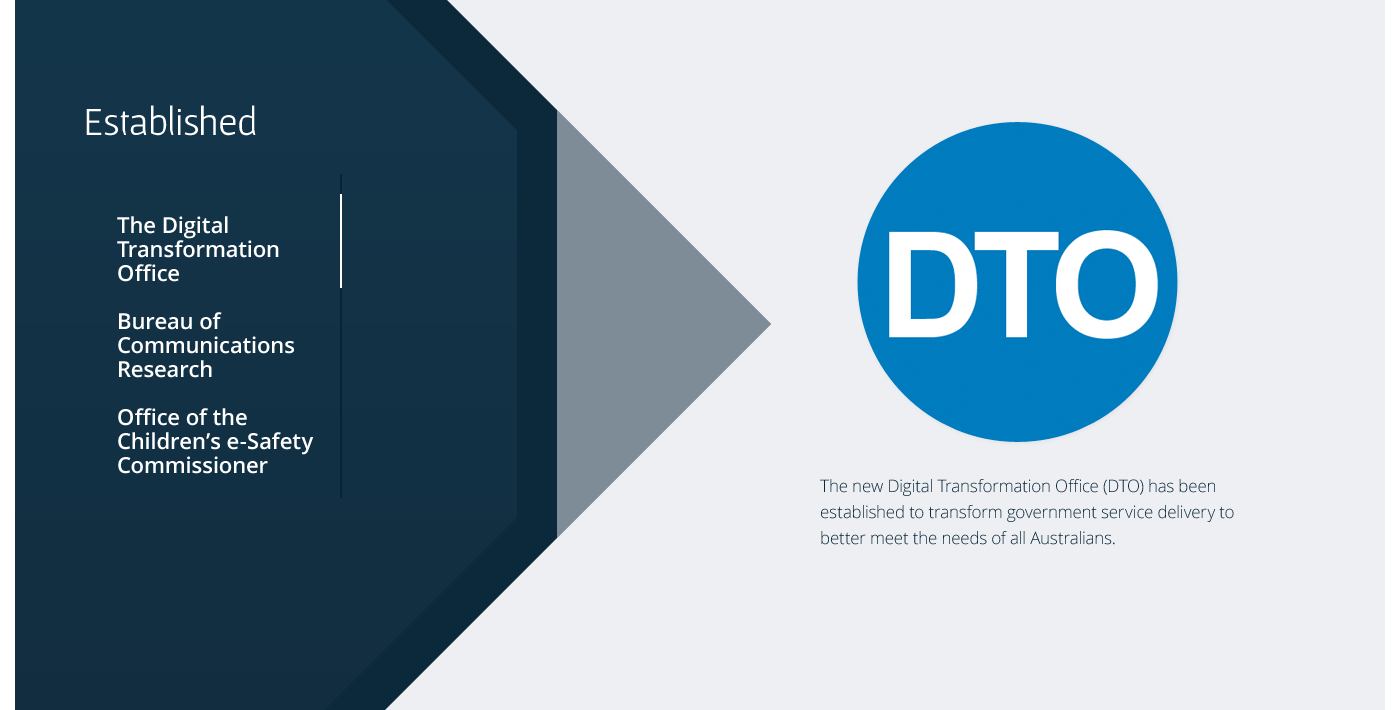 Established
The Digital
Transformation
Office
Bureau of
Communications
Research
Office of the
Children’s e-Safety
Commissioner
DTO
The new Digital Transformation Office (DTO) has been
established to transform government service delivery to
better meet the needs of all Australians.